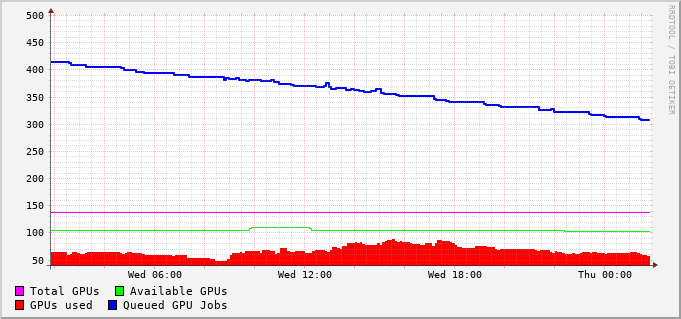 500
450
400
350
300
250
200
150
100
50
Wed 06:00 Wed 12:00 Wed 18:00 Thu 00:00
Total GPUs Available GPUs
GPUs used Queued GPU Jobs
RRDTOOL / TOBI OETIKER